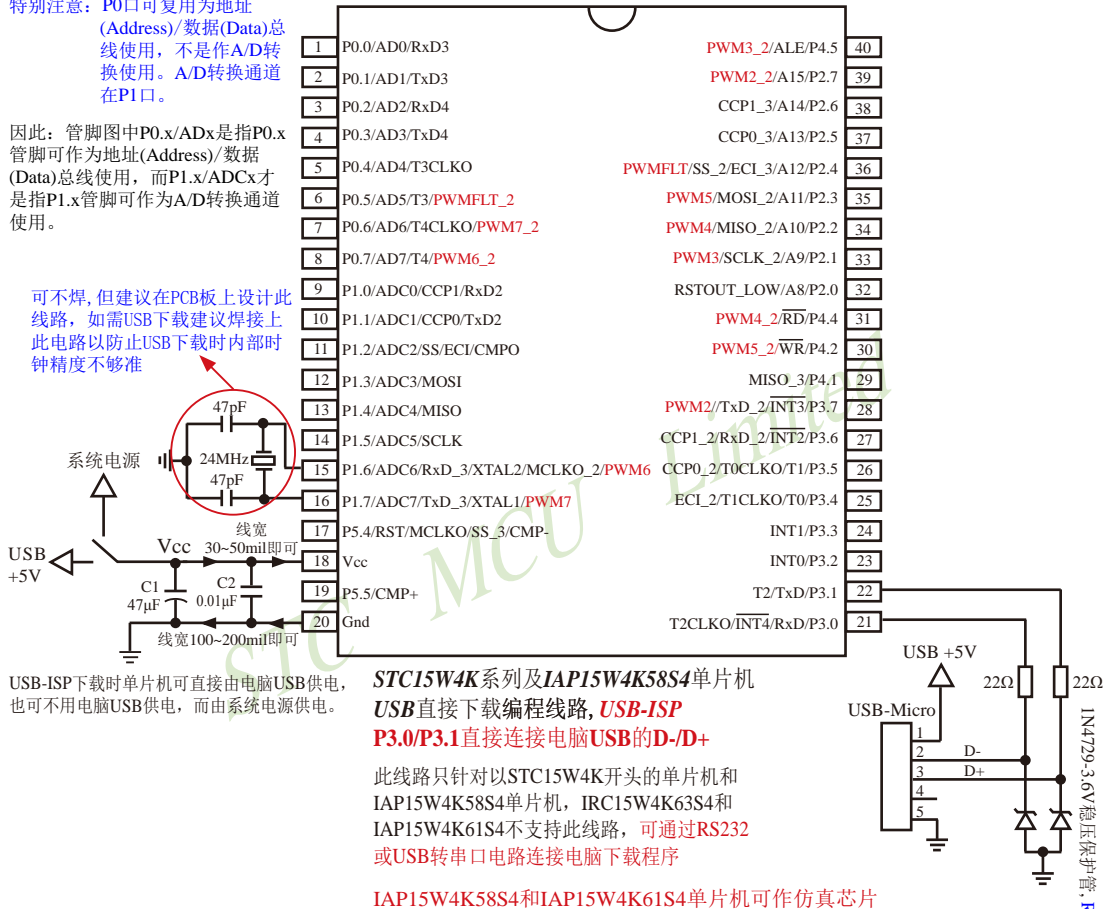 特别注意：P0口可复用为地址
(Address)/数据(Data)总
线使用，不是作A/D转
换使用。A/D转换通道
在P1口。
因此：管脚图中P0.x/ADx是指P0.x
管脚可作为地址(Address)/数据
(Data)总线使用，而P1.x/ADCx才
是指P1.x管脚可作为A/D转换通道
使用。
可不焊,但建议在PCB板上设计此
线路，如需USB下载建议焊接上
此电路以防止USB下载时内部时
钟精度不够准
47pF
24MHz
47pF
系统电源
USB
+5V
Vcc
线宽
30~50mil即可
C1
47μF
C2
0.01μF
线宽100~200mil即可
USB-ISP下载时单片机可直接由电脑USB供电，
也可不用电脑USB供电，而由系统电源供电。
1 P0.0/AD0/RxD3
2 P0.1/AD1/TxD3
3 P0.2/AD2/RxD4
4 P0.3/AD3/TxD4
5 P0.4/AD4/T3CLKO
6 P0.5/AD5/T3/PWMFLT_2
7 P0.6/AD6/T4CLKO/PWM7_2
8 P0.7/AD7/T4/PWM6_2
9 P1.0/ADC0/CCP1/RxD2
10 P1.1/ADC1/CCP0/TxD2
11 P1.2/ADC2/SS/ECI/CMPO
12 P1.3/ADC3/MOSI
13 P1.4/ADC4/MISO
14 P1.5/ADC5/SCLK
15 P1.6/ADC6/RxD_3/XTAL2/MCLKO_2/PWM6
16 P1.7/ADC7/TxD_3/XTAL1/PWM7
17 P5.4/RST/MCLKO/SS_3/CMP-
18 Vcc
19 P5.5/CMP+
20 Gnd
PWM3_2/ALE/P4.5 40
PWM2_2/A15/P2.7 39
CCP1_3/A14/P2.6 38
CCP0_3/A13/P2.5 37
PWMFLT/SS_2/ECI_3/A12/P2.4 36
PWM5/MOSI_2/A11/P2.3 35
PWM4/MISO_2/A10/P2.2 34
PWM3/SCLK_2/A9/P2.1 33
RSTOUT_LOW/A8/P2.0 32
PWM4_2/RD/P4.4 31
PWM5_2/WR/P4.2 30
MISO_3/P4.1 29
PWM2//TxD_2/INT3/P3.7 28
CCP1_2/RxD_2/INT2/P3.6 27
CCP0_2/T0CLKO/T1/P3.5 26
ECI_2/T1CLKO/T0/P3.4 25
INT1/P3.3 24
INT0/P3.2 23
T2/TxD/P3.1 22
T2CLKO/INT4/RxD/P3.0 21
STC MCU Limited
STC15W4K系列及IAP15W4K58S4单片机
USB直接下载编程线路,USB-ISP
P3.0/P3.1直接连接电脑USB的D-/D+
此线路只针对以STC15W4K开头的单片机和
IAP15W4K58S4单片机，IRC15W4K63S4和
IAP15W4K61S4不支持此线路，可通过RS232
或USB转串口电路连接电脑下载程序
IAP15W4K58S4和IAP15W4K61S4单片机可作仿真芯片
USB +5V
USB-Micro
1
2
3
4
5
D-
D+
22Ω
22Ω
1N4729-3.6V稳压保护管,